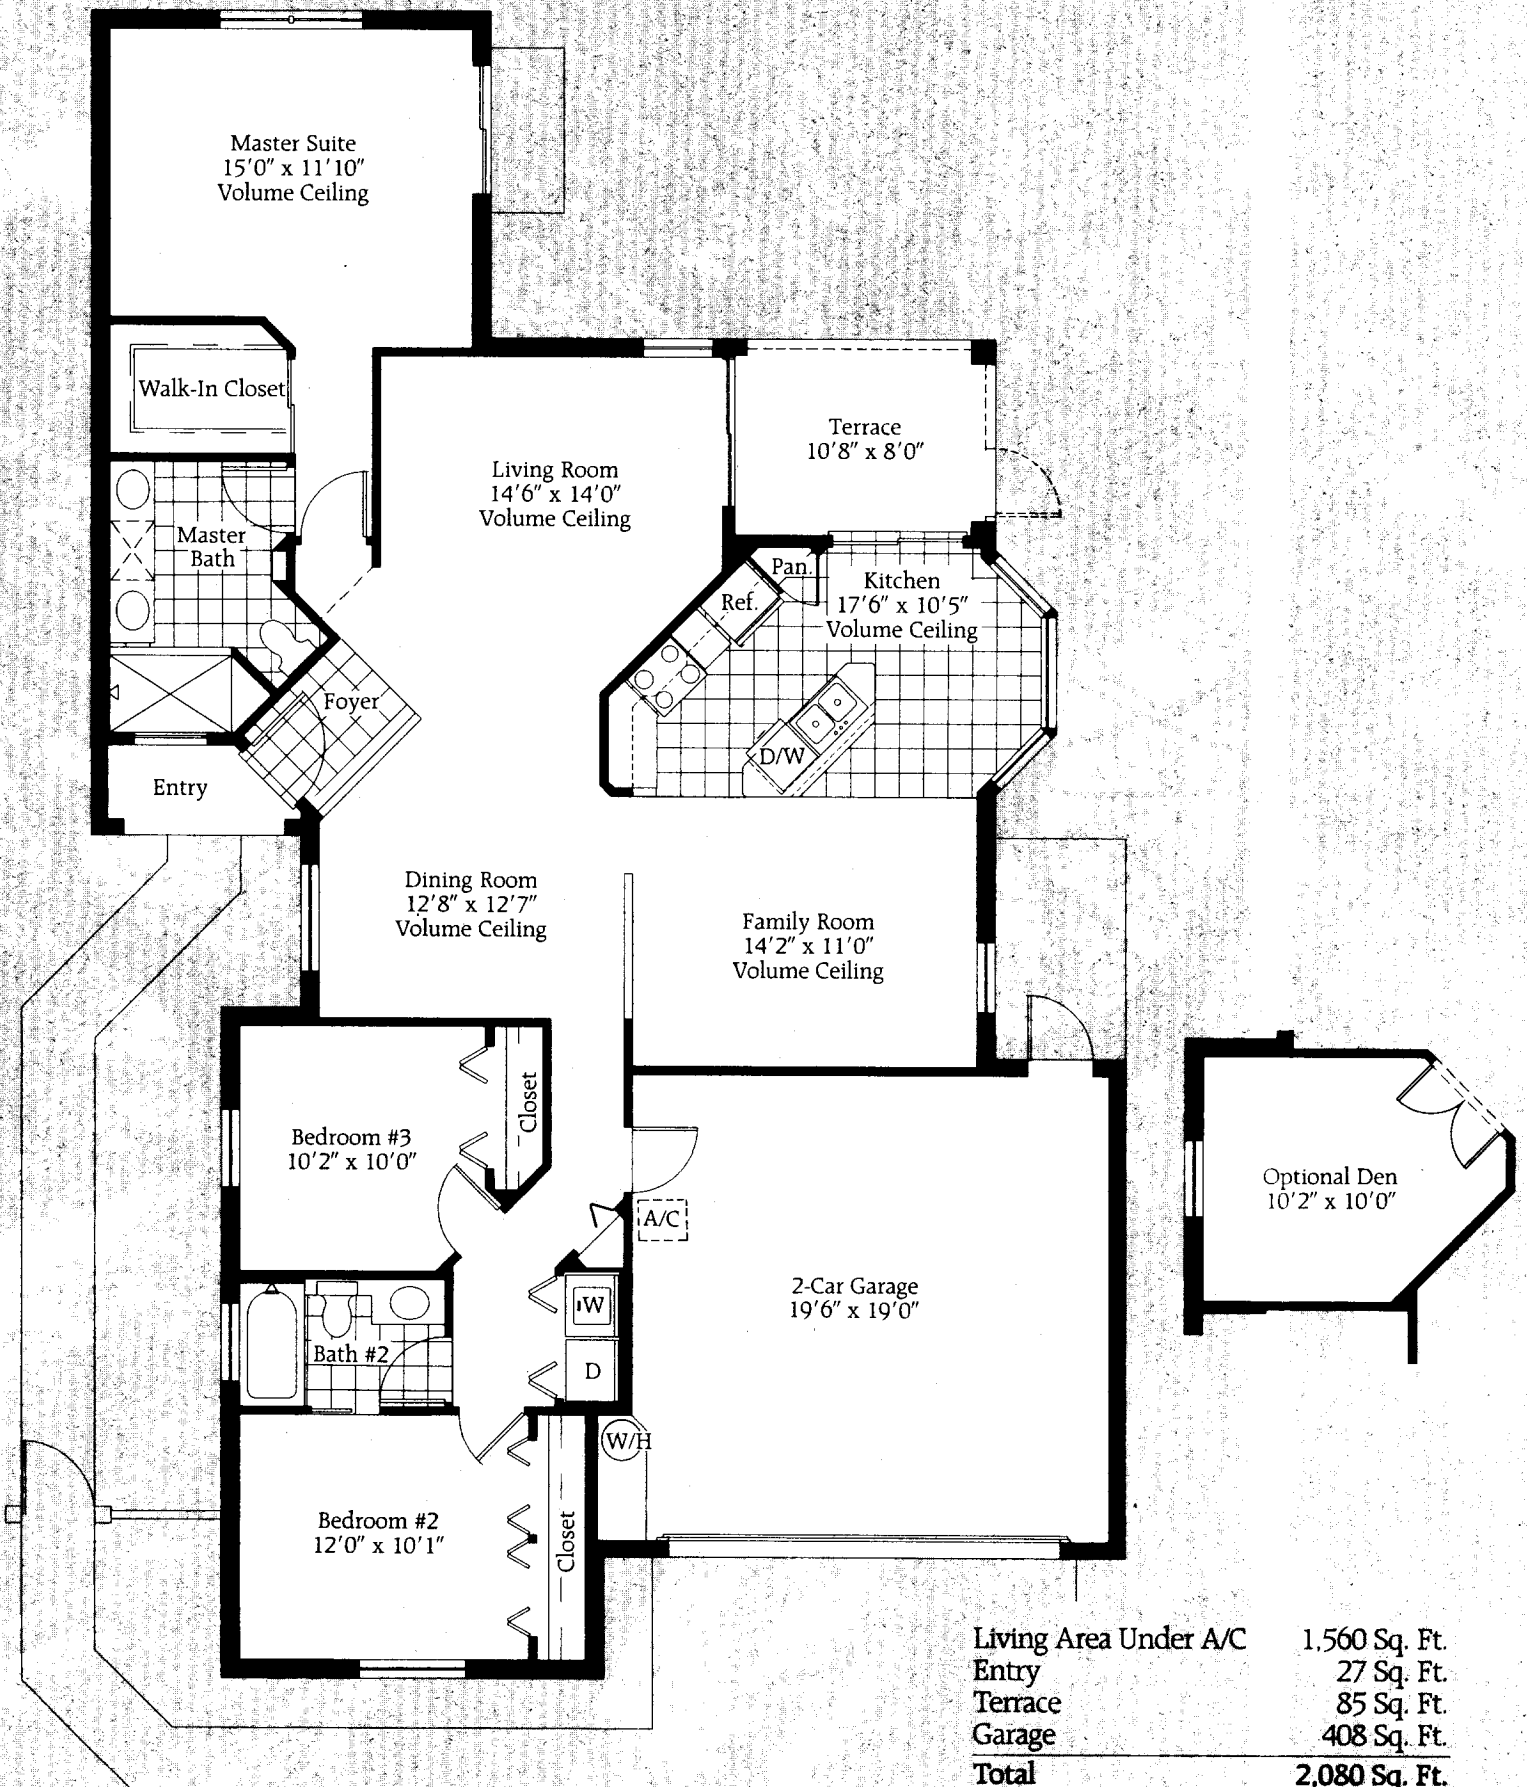 Master Suite
15'0" x 11'10"
Volume Ceiling
Walk-In Closet
Terrace
10'8" x 8'0"
Living Room
14'6" x 14'0"
Volume Ceiling
Master
Bath
Pan.
Ref.
Kitchen
17'6" x 10'5"
Volume Ceiling
Foyer
D/W
Entry
Dining Room
12'8" x 12'7"
Volume Ceiling
Family Room
14'2" x 11'0"
Volume Ceiling
Closet
Bedroom #3
10'2" x 10'0"
Optional Den
10'2" x 10'0"
A/C
2-Car Garage
19'6" x 19'0"
W
Bath #2
D
W/H
Bedroom #2
12'0" x 10'1"
Closet
Living Area Under A/C 1,560 Sq. Ft.
Entry 27 Sq. Ft.
Terrace 85 Sq. Ft.
Garage 408 Sq. Ft.
Total 2,080 Sq. Ft.